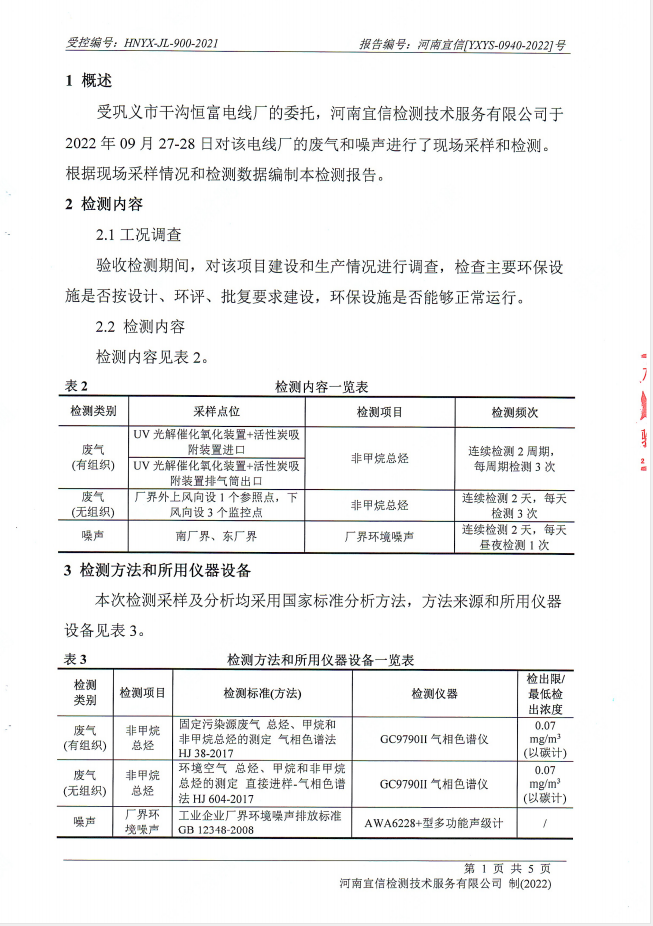 受控编号：HNYX-JL-900-2021 报告编号：河南宜信[YXYS-0940-2022]号
1 概述
受巩义市干沟恒富电线厂的委托，河南宜信检测技术服务有限公司于
2022 年 09 月 27-28 日对该电线厂的废气和噪声进行了现场采样和检测。
根据现场采样情况和检测数据编制本检测报告。
2 检测内容
2.1 工况调查
验收检测期间，对该项目建设和生产情况进行调查，检查主要环保设
施是否按设计、环评、批复要求建设，环保设施是否能够正常运行。
2.2 检测内容
检测内容见表 2。
表 2 检测内容一览表
检测类别 采样点位 检测项目 检测频次
废气
(有组织)
UV 光解催化氧化装置+活性炭吸
附装置进口
UV 光解催化氧化装置+活性炭吸
附装置排气筒出口
非甲烷总烃
连续检测 2 周期，
每周期检测 3 次
废气
(无组织)
厂界外上风向设 1 个参照点，下
风向设 3 个监控点
非甲烷总烃
连续检测 2 天，每天
检测 3 次
噪声
南厂界、东厂界
厂界环境噪声
连续检测 2 天，每天
昼夜检测 1 次
3 检测方法和所用仪器设备
本次检测采样及分析均采用国家标准分析方法，方法来源和所用仪器
设备见表 3。
表 3 检测方法和所用仪器设备一览表
检测
类别
检测项目
检测标准(方法)
检测仪器
检出限/
最低检
出浓度
废气
(有组织)
非甲烷
总烃
固定污染源废气 总烃、甲烷和
非甲烷总烃的测定 气相色谱法
HJ 38-2017
GC9790II 气相色谱仪
0.07
mg/m³
(以碳计)
废气
(无组织)
非甲烷
总烃
环境空气 总烃、甲烷和非甲烷
总烃的测定 直接进样-气相色谱
法 HJ 604-2017
GC9790II 气相色谱仪
0.07
mg/m³
(以碳计)
噪声
厂界环
境噪声
工业企业厂界环境噪声排放标准
GB 12348-2008
AWA6228+型多功能声级计
/
第 1 页 共 5 页
河南宜信检测技术服务有限公司 制(2022)